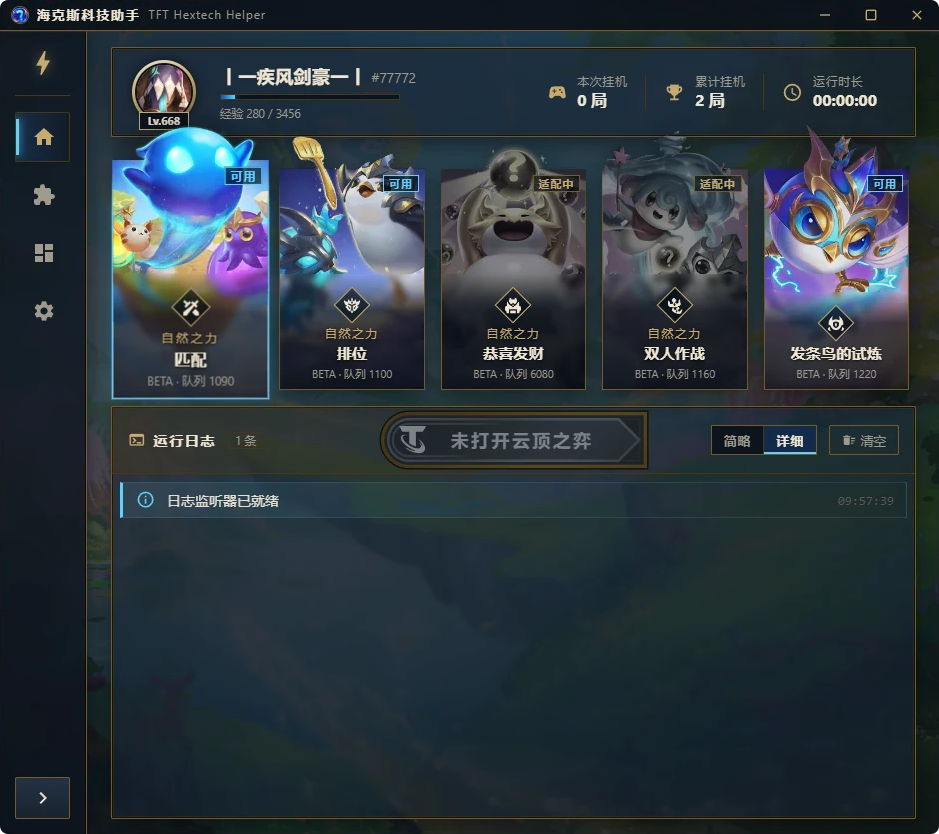 海克斯科技助手 TFT Hextech Helper
丨一疾风剑豪一丨 #77772
经验 280 / 3456
Lv.668
本次挂机
0 局
累计挂机
2 局
运行时长
00:00:00
可用
自然之力
匹配
BETA · 队列 1090
可用
自然之力
排位
BETA · 队列 1100
适配中
自然之力
恭喜发财
BETA · 队列 6080
适配中
自然之力
双人作战
BETA · 队列 1160
可用
发条鸟的试炼
BETA · 队列 1220
运行日志 1 条
未打开云顶之弈
简略 详细 清空
日志监听器已就绪 09:57:39